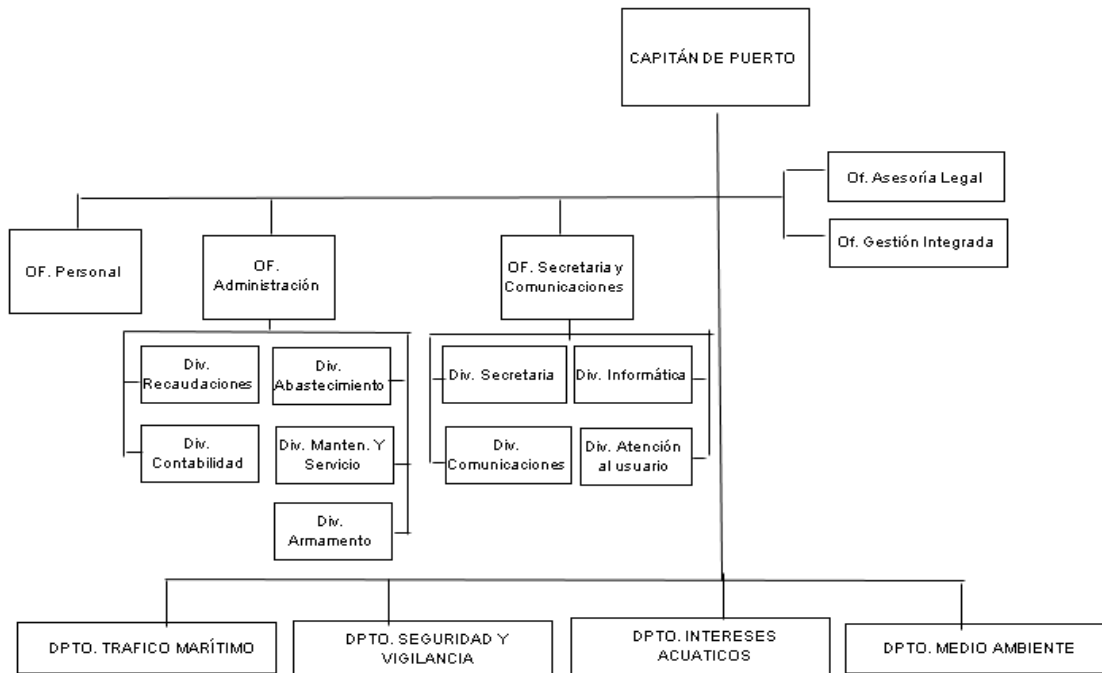 CAPITÁN DE PUERTO
Of. Asesoría Legal
Of. Gestión Integrada
OF. Personal
OF.
Administración
OF. Secretaria y
Comunicaciones
Div.
Recaudaciones
Div.
Abastecimiento
Div. Secretaria
Div. Informática
Div.
Contabilidad
Div. Manten. Y
Servicio
Div.
Comunicaciones
Div. Atención
al usuario
Div.
Armamento
DPTO. TRAFICO MARÍTIMO
DPTO. SEGURIDAD Y
VIGILANCIA
DPTO. INTERESES
ACUATICOS
DPTO. MEDIO AMBIENTE